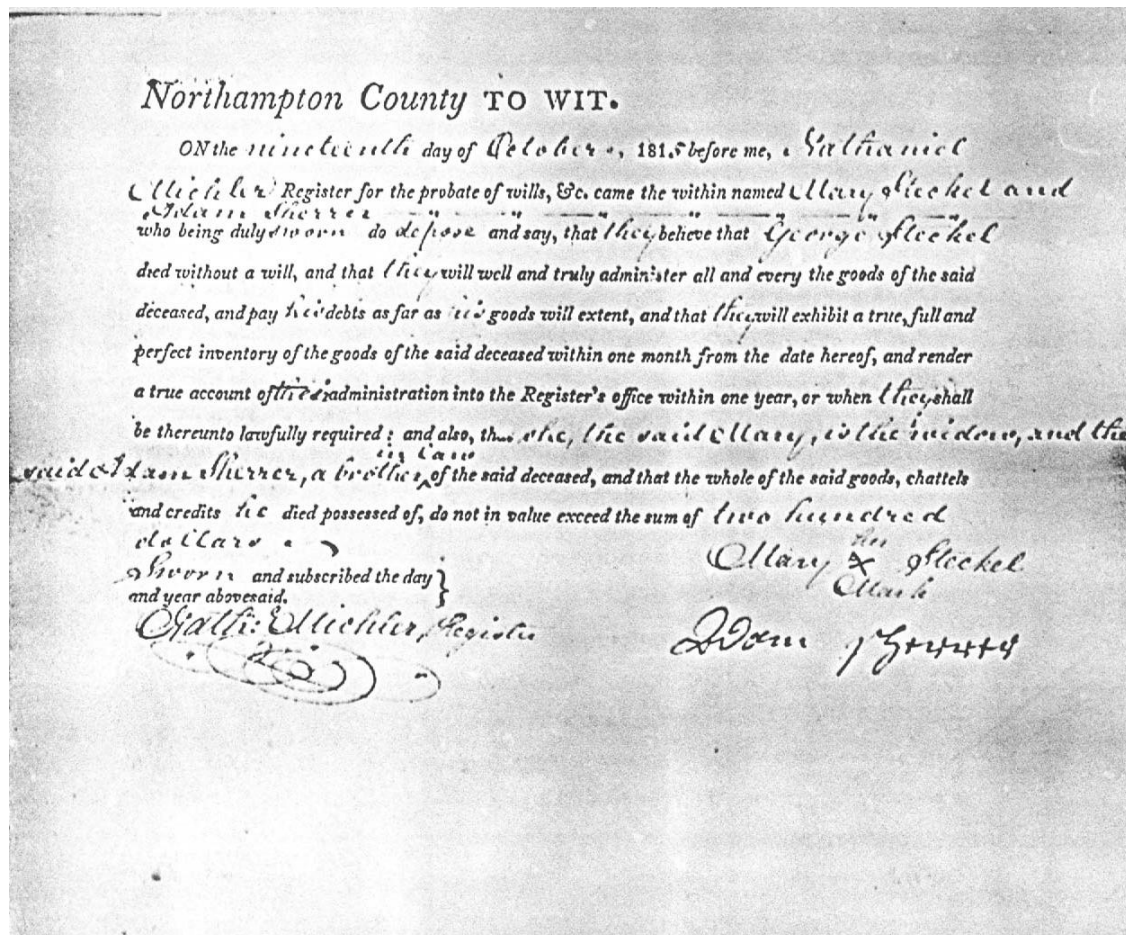 Northampton County TO WIT.
ON the nineteenth day of October, 1815 before me, Nathaniel
Michler Register for the probate of wills, &c. came the within named Mary Steckel and
Adam Sherrer
who being duly sworn do depose and say, that they believe that George Steckel
died without a will, and that they will well and truly administer all and every the goods of the said
deceased, and pay his debts as far as his goods will extent, and that they will exhibit a true, full and
perfect inventory of the goods of the said deceased within one month from the date hereof, and render
a true account of their administration into the Register's office within one year, or when they shall
be thereunto lawfully required; and also, that she, the said Mary, is the widow, and the
in law
said Adam Sherrer, a brother ‸ of the said deceased, and that the whole of the said goods, chattels
and credits he died possessed of, do not in value exceed the sum of two hundred
dollars.
her
Mary X Steckel
Mark
Sworn and subscribed the day
and year abovesaid.
Nath: Michler, Register
Adam Sherrer